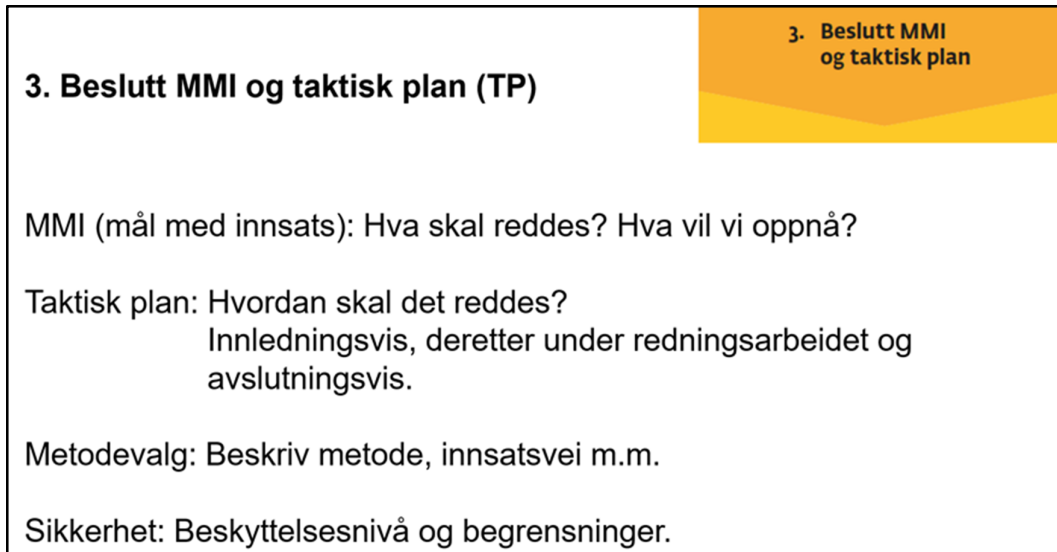 3. Beslutt MMI
og taktisk plan
3. Beslutt MMI og taktisk plan (TP)
MMI (mål med innsats): Hva skal reddes? Hva vil vi oppnå?
Taktisk plan: Hvordan skal det reddes?
Innledningsvis, deretter under redningsarbeidet og
avslutningsvis.
Metodevalg: Beskriv metode, innsatsvei m.m.
Sikkerhet: Beskyttelsesnivå og begrensninger.